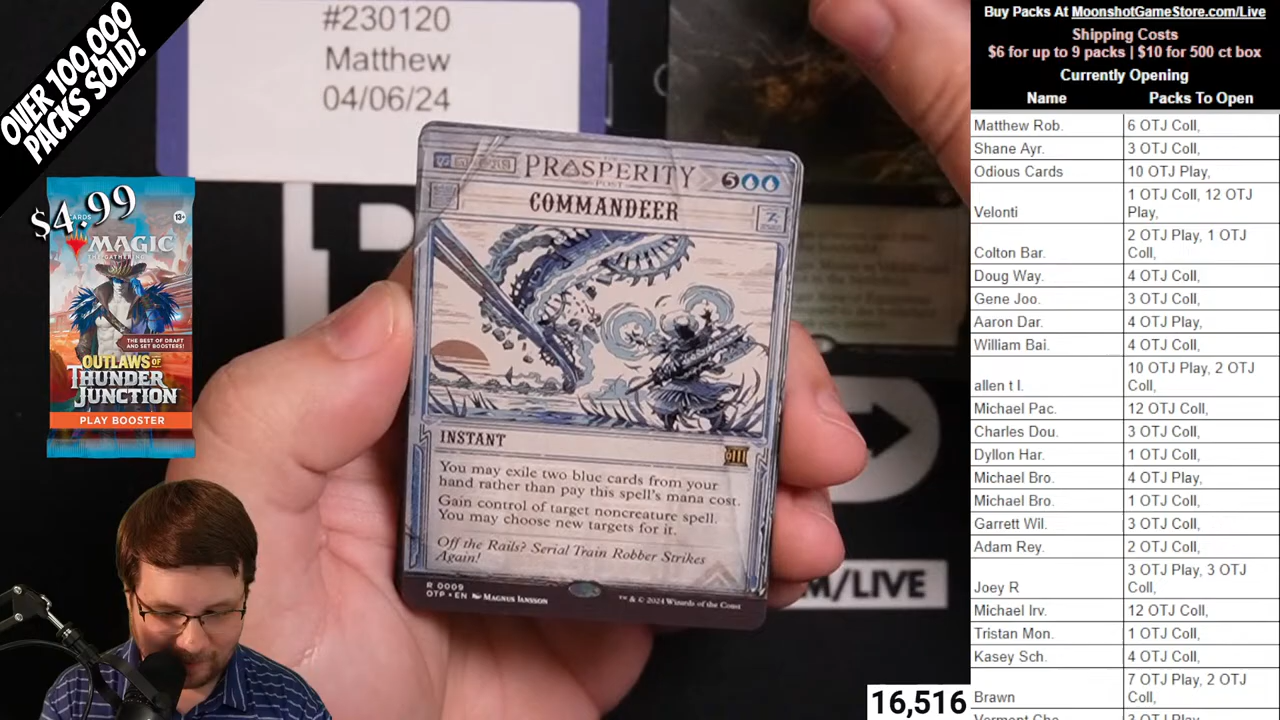 OVER 100,000
PACKS SOLD!
#230120
Matthew
04/06/24
$4.99
CARDS
13+
MAGIC
THE GATHERING
THE BEST OF DRAFT
AND SET BOOSTERS!
OUTLAWS OF
THUNDER
JUNCTION
PLAY BOOSTER
PROSPERITY
POST
5
COMMANDEER
INSTANT
You may exile two blue cards from your
hand rather than pay this spell's mana cost.
Gain control of target noncreature spell.
You may choose new targets for it.
Off the Rails? Serial Train Robber Strikes
Again!
R 0009
OTP • EN Magnus Jansson
™ & © 2024 Wizards of the Coast
M/LIVE
16,516
Buy Packs At MoonshotGameStore.com/Live
Shipping Costs
$6 for up to 9 packs | $10 for 500 ct box
Currently Opening
Name Packs To Open
Matthew Rob. 6 OTJ Coll,
Shane Ayr. 3 OTJ Coll,
Odious Cards 10 OTJ Play,
Velonti 1 OTJ Coll, 12 OTJ
Play,
Colton Bar. 2 OTJ Play, 1 OTJ
Coll,
Doug Way. 4 OTJ Coll,
Gene Joo. 3 OTJ Coll,
Aaron Dar. 4 OTJ Play,
William Bai. 4 OTJ Coll,
allen t l. 10 OTJ Play, 2 OTJ
Coll,
Michael Pac. 12 OTJ Coll,
Charles Dou. 3 OTJ Coll,
Dyllon Har. 1 OTJ Coll,
Michael Bro. 4 OTJ Play,
Michael Bro. 1 OTJ Coll,
Garrett Wil. 3 OTJ Coll,
Adam Rey. 2 OTJ Coll,
Joey R 3 OTJ Play, 3 OTJ
Coll,
Michael Irv. 12 OTJ Coll,
Tristan Mon. 1 OTJ Coll,
Kasey Sch. 4 OTJ Coll,
Brawn 7 OTJ Play, 2 OTJ
Coll,